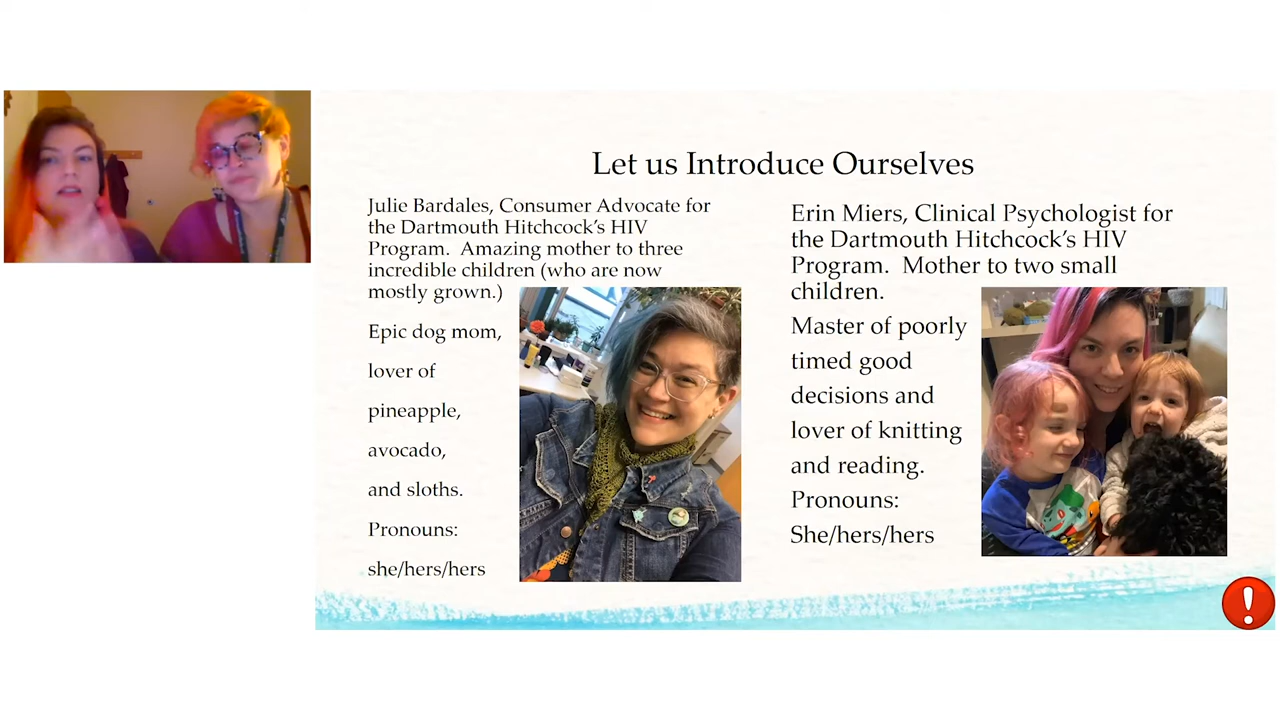 Let us Introduce Ourselves
Julie Bardales, Consumer Advocate for
the Dartmouth Hitchcock's HIV
Program.  Amazing mother to three
incredible children (who are now
mostly grown.)
Epic dog mom,
lover of
pineapple,
avocado,
and sloths.
Pronouns:
she/hers/hers
Erin Miers, Clinical Psychologist for
the Dartmouth Hitchcock's HIV
Program.  Mother to two small
children.
Master of poorly
timed good
decisions and
lover of knitting
and reading.
Pronouns:
She/hers/hers